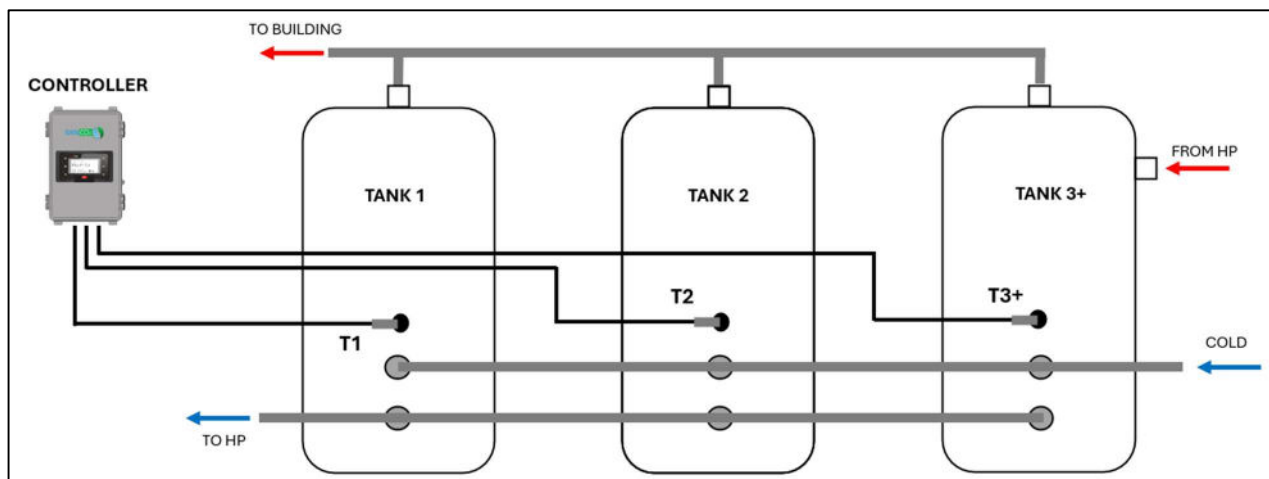 TO BUILDING
CONTROLLER
FROM HP
TANK 1
TANK 2
TANK 3+
T2
T3+
T1
COLD
TO HP